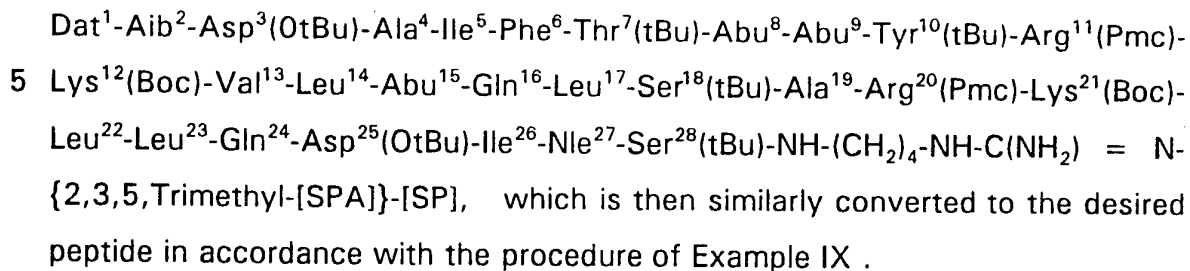 Dat¹-Aib²-Asp³(OtBu)-Ala⁴-Ile⁵-Phe⁶-Thr⁷(tBu)-Abu⁸-Abu⁹-Tyr¹⁰(tBu)-Arg¹¹(Pmc)-
5 Lys¹²(Boc)-Val¹³-Leu¹⁴-Abu¹⁵-Gln¹⁶-Leu¹⁷-Ser¹⁸(tBu)-Ala¹⁹-Arg²⁰(Pmc)-Lys²¹(Boc)-
Leu²²-Leu²³-Gln²⁴-Asp²⁵(OtBu)-Ile²⁶-Nle²⁷-Ser²⁸(tBu)-NH-(CH₂)₄-NH-C(NH₂) = N-
{2,3,5,Trimethyl-[SPA]}-[SP], which is then similarly converted to the desired
peptide in accordance with the procedure of Example IX .